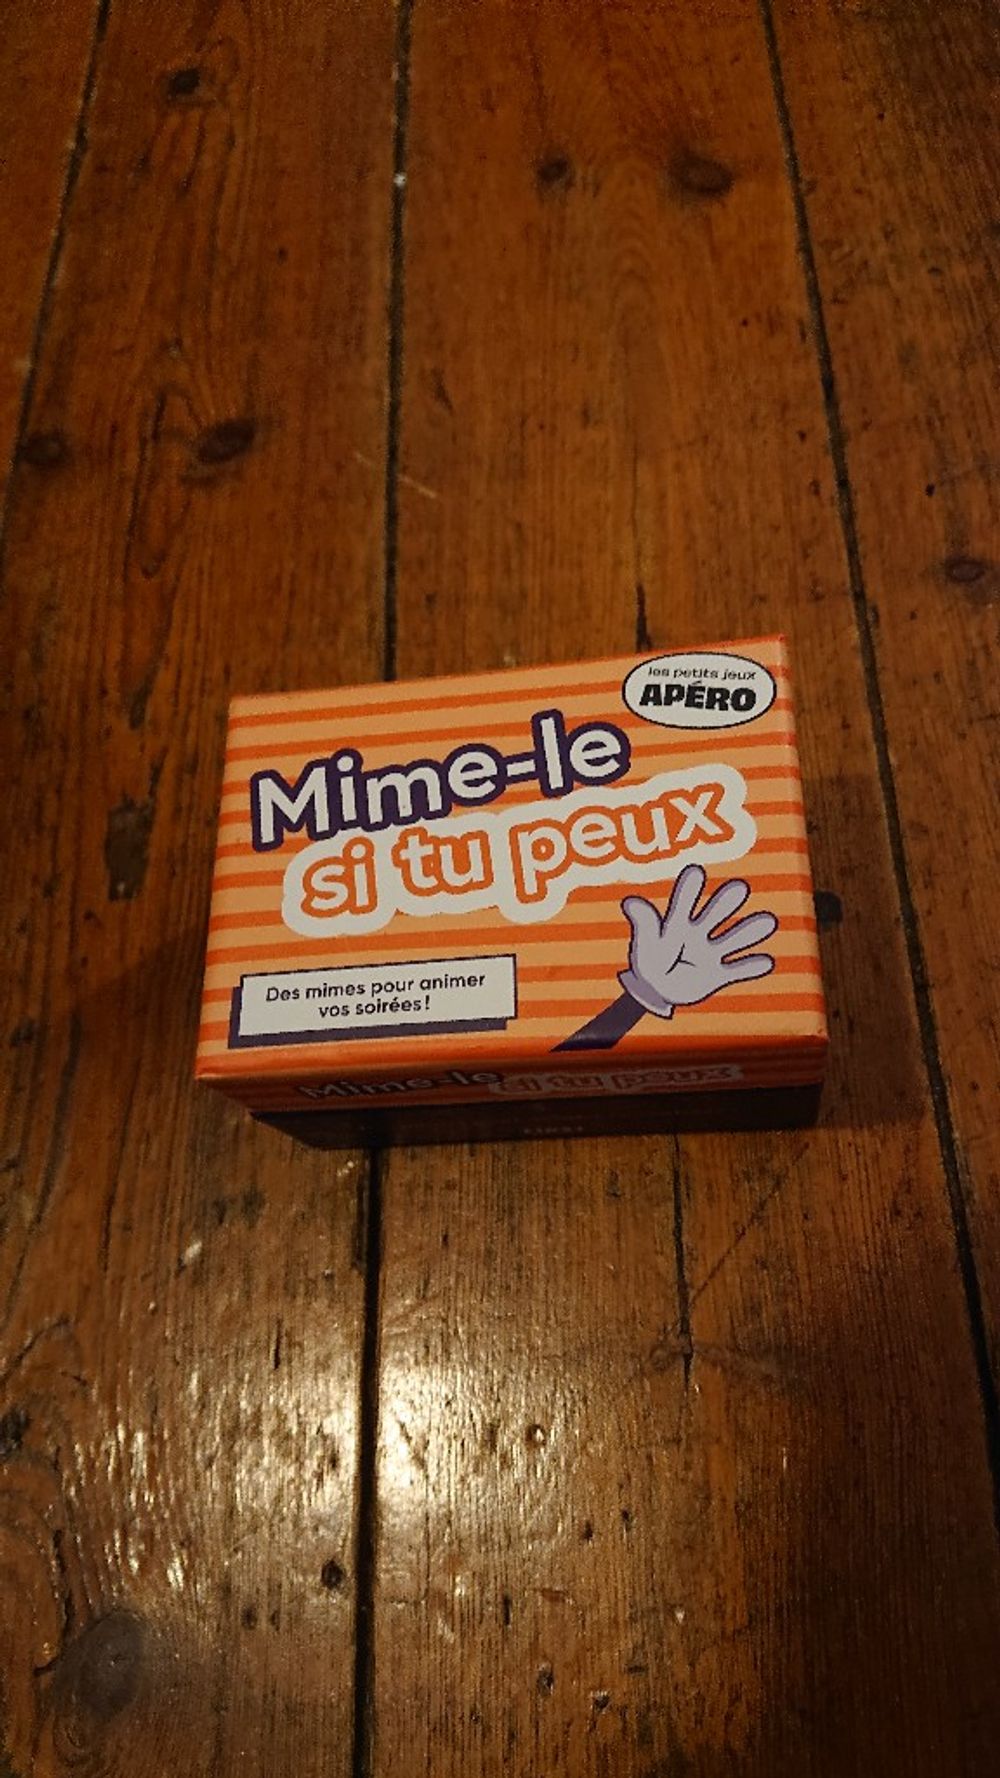 les petits jeux
APÉRO
Mime-le
si tu peux
Des mimes pour animer
vos soirées!
Mime-le si tu peux